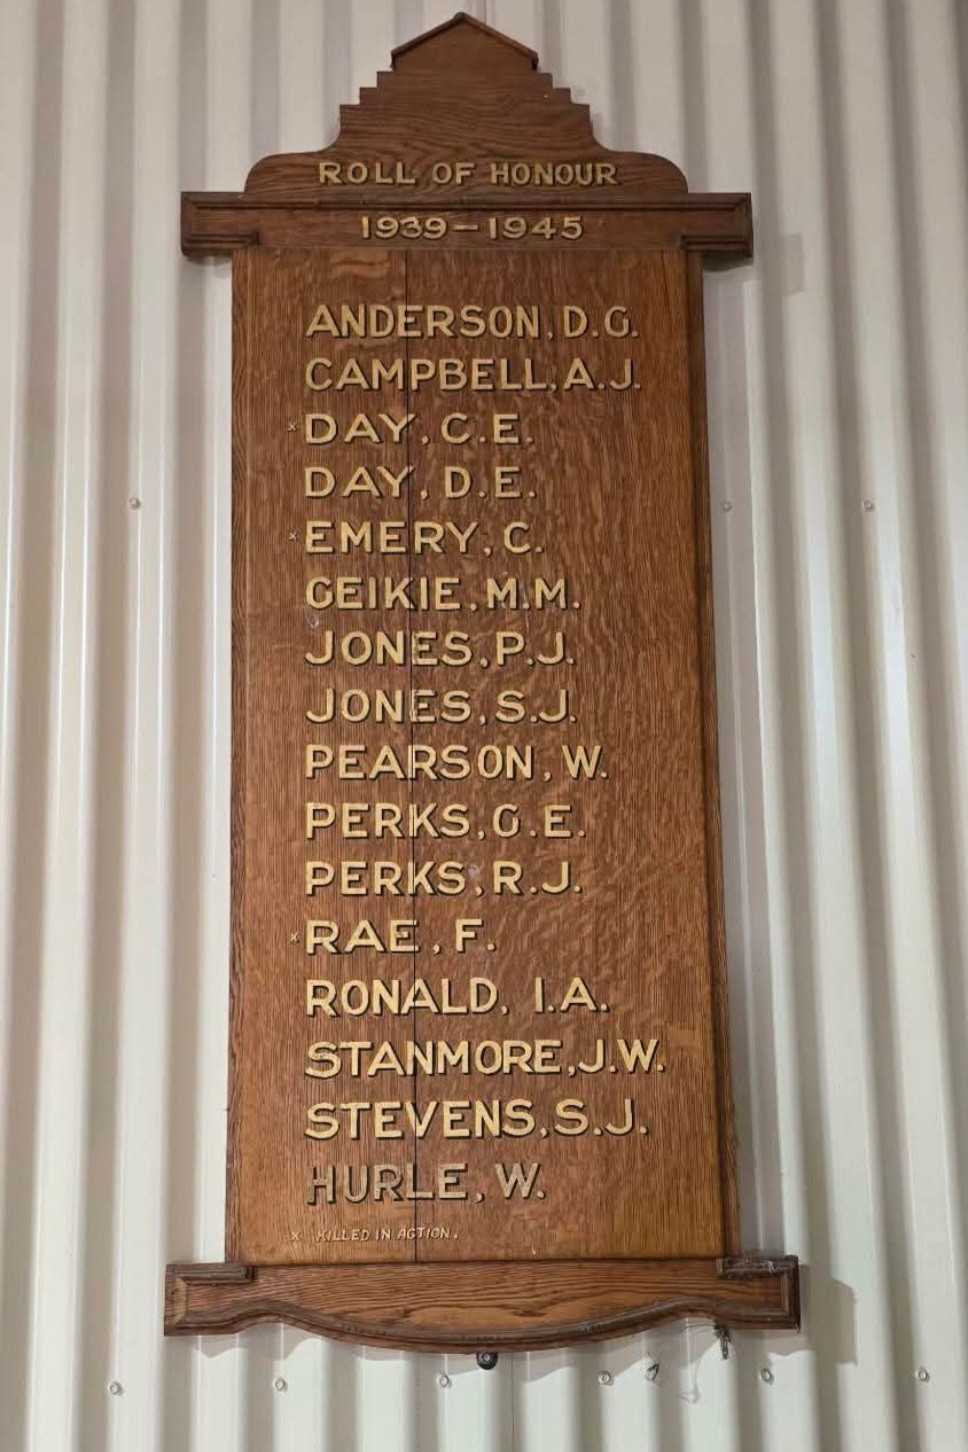 ROLL OF HONOUR
1939-1945
ANDERSON, D.G.
CAMPBELL, A.J.
x DAY, C.E.
DAY, D.E.
x EMERY, C.
GEIKIE, M.M.
JONES, P.J.
JONES, S.J.
PEARSON, W.
PERKS, G.E.
PERKS, R.J.
x RAE, F.
RONALD, I.A.
STANMORE, J.W.
STEVENS, S.J.
HURLE, W.
x KILLED IN ACTION.